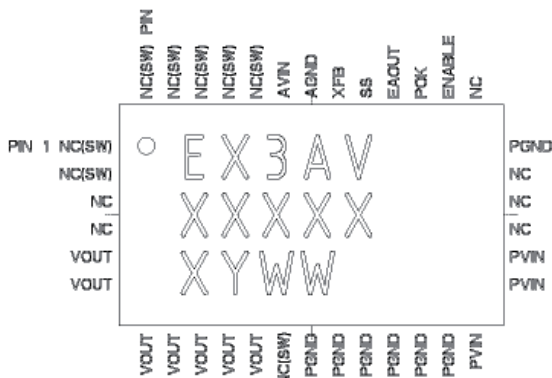 NC(SW) PIN
NC(SW)
NC(SW)
NC(SW)
NC(SW)
AVIN
AGND
XFB
SS
EAOUT
POK
ENABLE
NC
PIN 1 NC(SW)
NC(SW)
NC
NC
VOUT
VOUT
EX3AV
XXXXX
XYWW
PGND
NC
NC
NC
PVIN
PVIN
VOUT
VOUT
VOUT
VOUT
VOUT
NC(SW)
PGND
PGND
PGND
PGND
PGND
PGND
PVIN